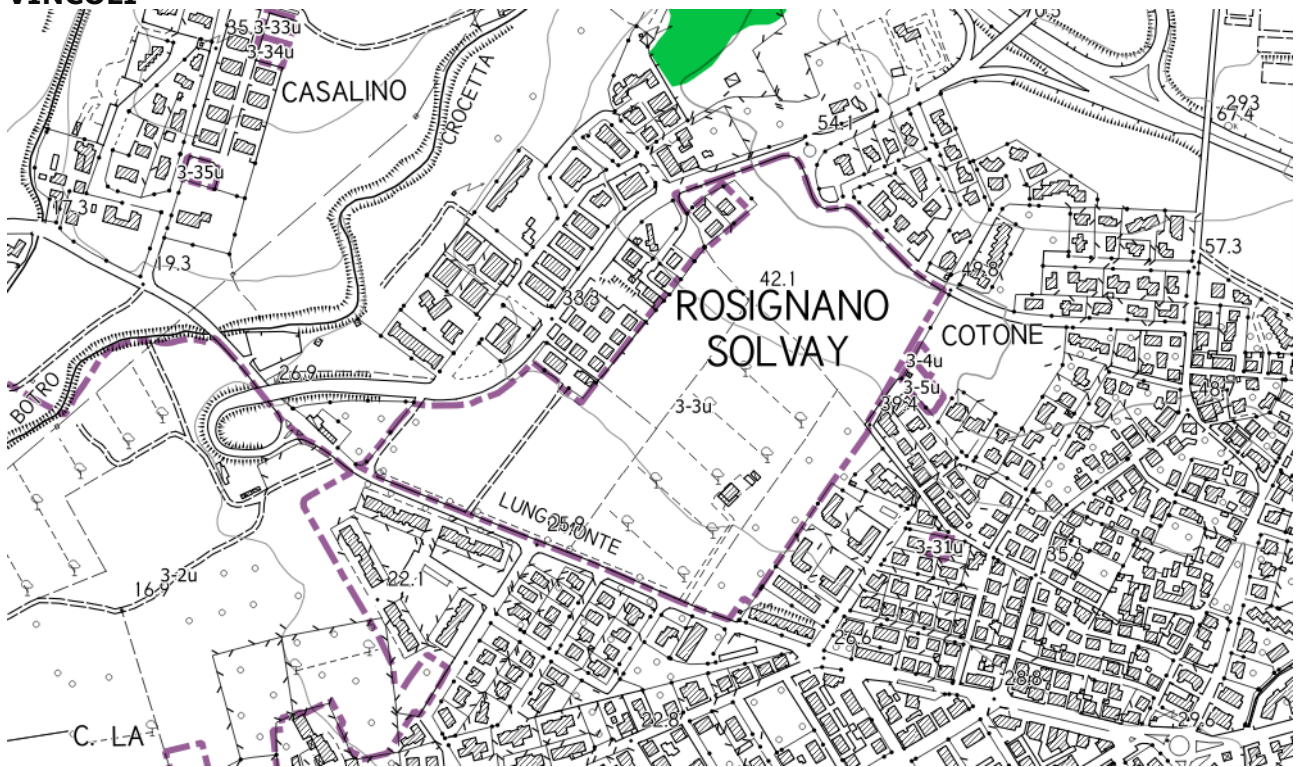 VINCOLI
35.3-33u
3-34u
CASALINO
CROCETTA
293
67.4
54.1
3-35u
17.3
57.3
19.3
49.8
42.1
33.3
ROSIGNANO
SOLVAY
COTONE
3-4u
26.9
3-5u
39.4
BOTRO
3-3u
LUNGOMONTE
25.9
3-31u
35.6
22.1
3-2u
16.9
26.6
28.8
22.8
29.6
C. LA